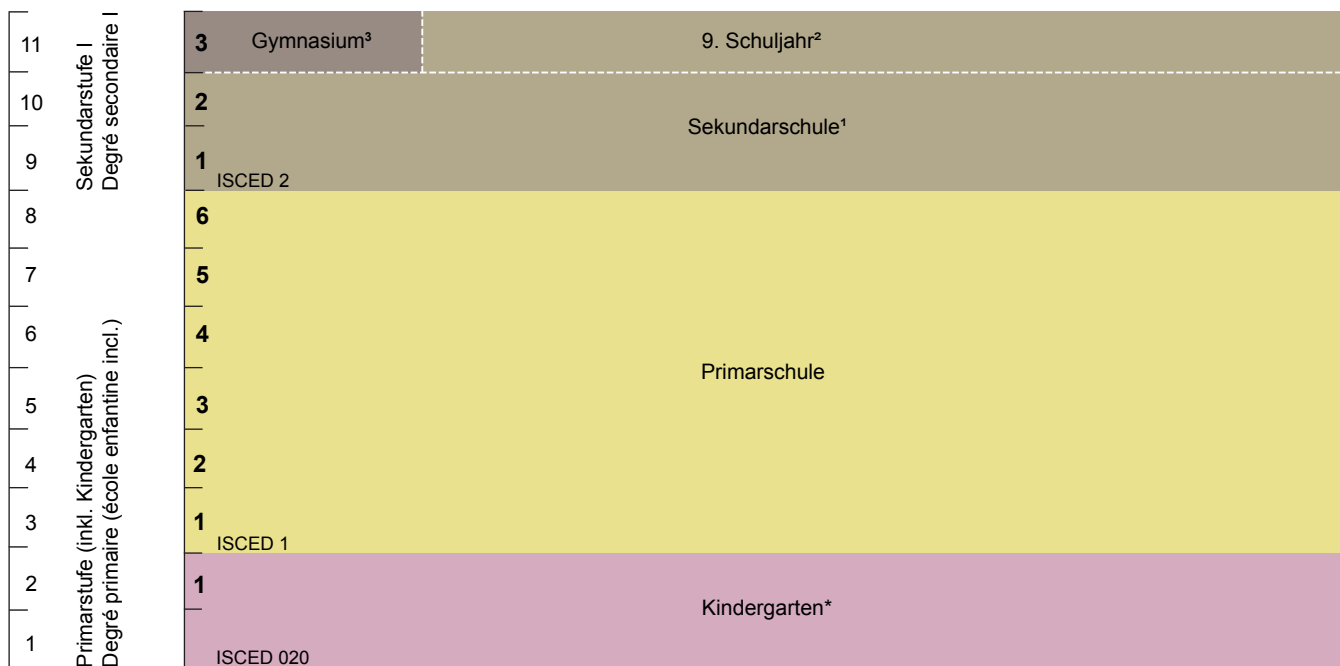 11
Sekundarstufe I
Degré secondaire I
3
Gymnasium³
9. Schuljahr²
10
2
Sekundarschule¹
9
1
ISCED 2
8
6
7
5
6
4
Primarstufe (inkl. Kindergarten)
Degré primaire (école enfantine incl.)
Primarschule
5
3
4
2
3
1
ISCED 1
2
1
Kindergarten*
1
ISCED 020